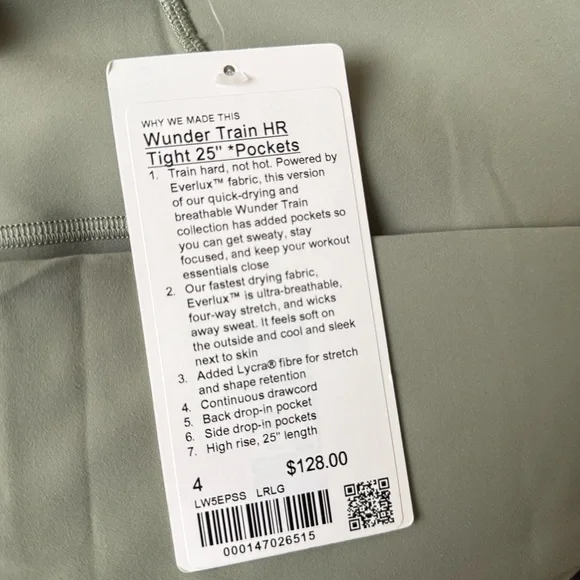 WHY WE MADE THIS
Wunder Train HR
Tight 25" *Pockets
1. Train hard, not hot. Powered by
Everlux™ fabric, this version
of our quick-drying and
breathable Wunder Train
collection has added pockets so
you can get sweaty, stay
focused, and keep your workout
essentials close
2. Our fastest drying fabric,
Everlux™ is ultra-breathable,
four-way stretch, and wicks
away sweat. It feels soft on
the outside and cool and sleek
next to skin
3. Added Lycra® fibre for stretch
and shape retention
4. Continuous drawcord
5. Back drop-in pocket
6. Side drop-in pockets
7. High rise, 25" length
4 $128.00
LW5EPSS LRLG
000147026515